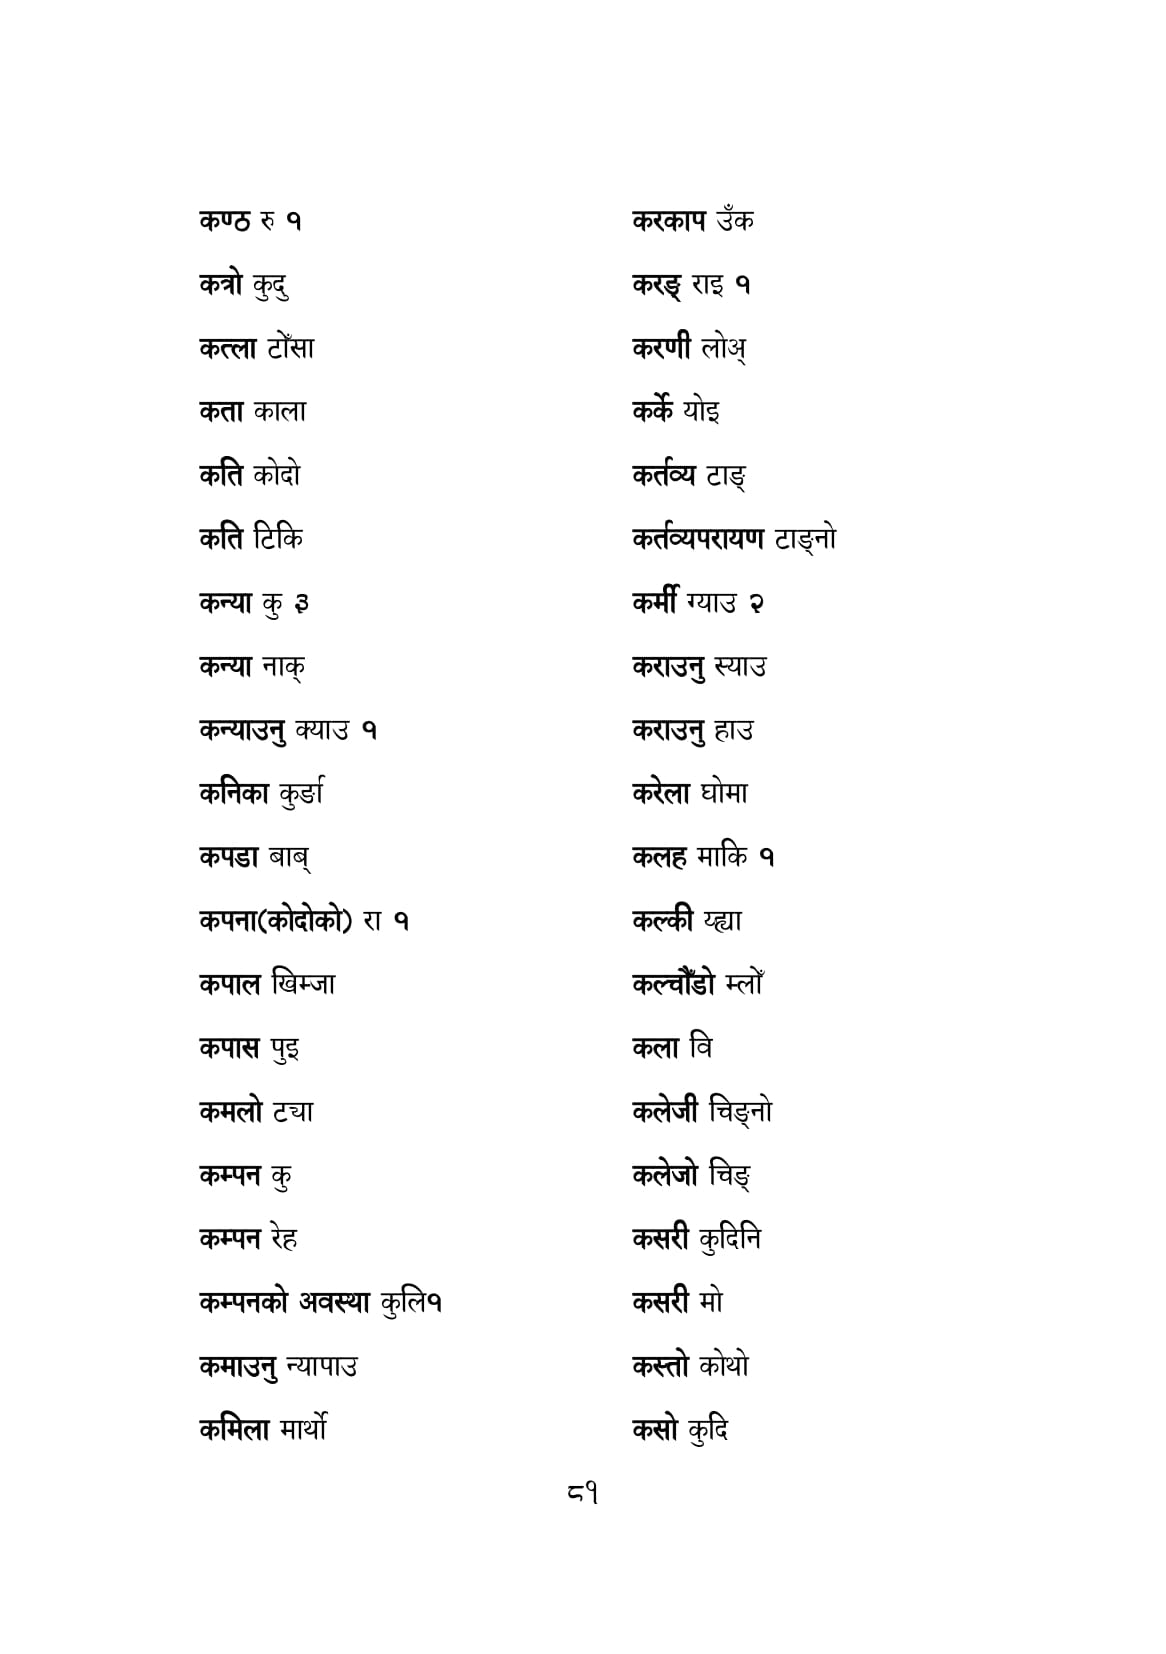 कण्ठ रु १
कत्रो कुदु
कत्ला टोँसा
कता काला
कति कोदो
कति टिकि
कन्या कु ३
कन्या नाक्
कन्याउनु क्याउ १
कनिका कुर्ङा
कपडा बाब्
कपना(कोदोको) रा १
कपाल खिम्जा
कपास पुइ
कमलो ट्या
कम्पन कु
कम्पन रेह
कम्पनको अवस्था कुलि१
कमाउनु न्यापाउ
कमिला मार्थो
करकाप उँक
करङ् राइ १
करणी लोअ्
कर्के योइ
कर्तव्य टाङ्
कर्तव्यपरायण टाङ्नो
कर्मी ग्याउ २
कराउनु स्याउ
कराउनु हाउ
करेला घोमा
कलह माकि १
कल्की य्ह्या
कल्चौँडो म्लोँ
कला वि
कलेजी चिङ्नो
कलेजो चिङ्
कसरी कुदिनि
कसरी मो
कस्तो कोथो
कसो कुदि
८१